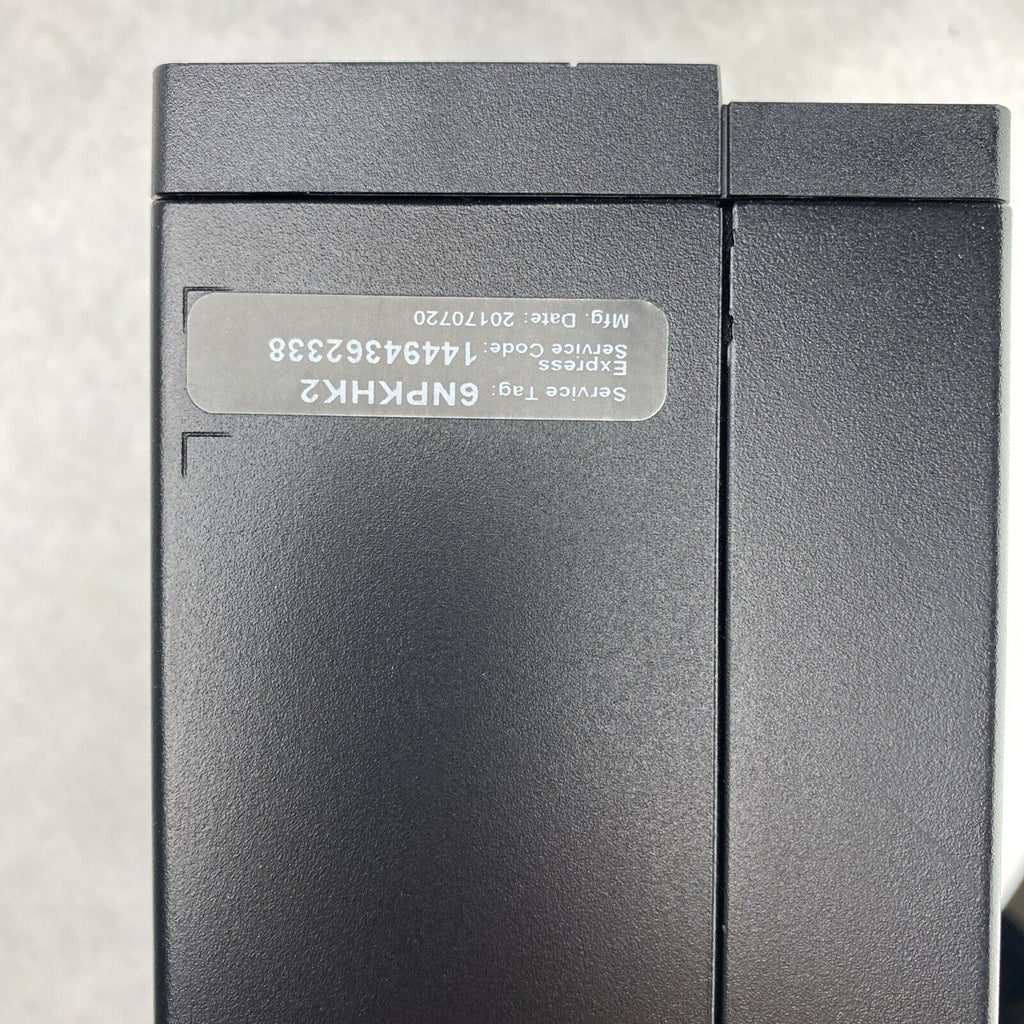 Service Tag: 6NPKHK2
Express
Service Code: 14494362338
Mfg. Date: 20170720